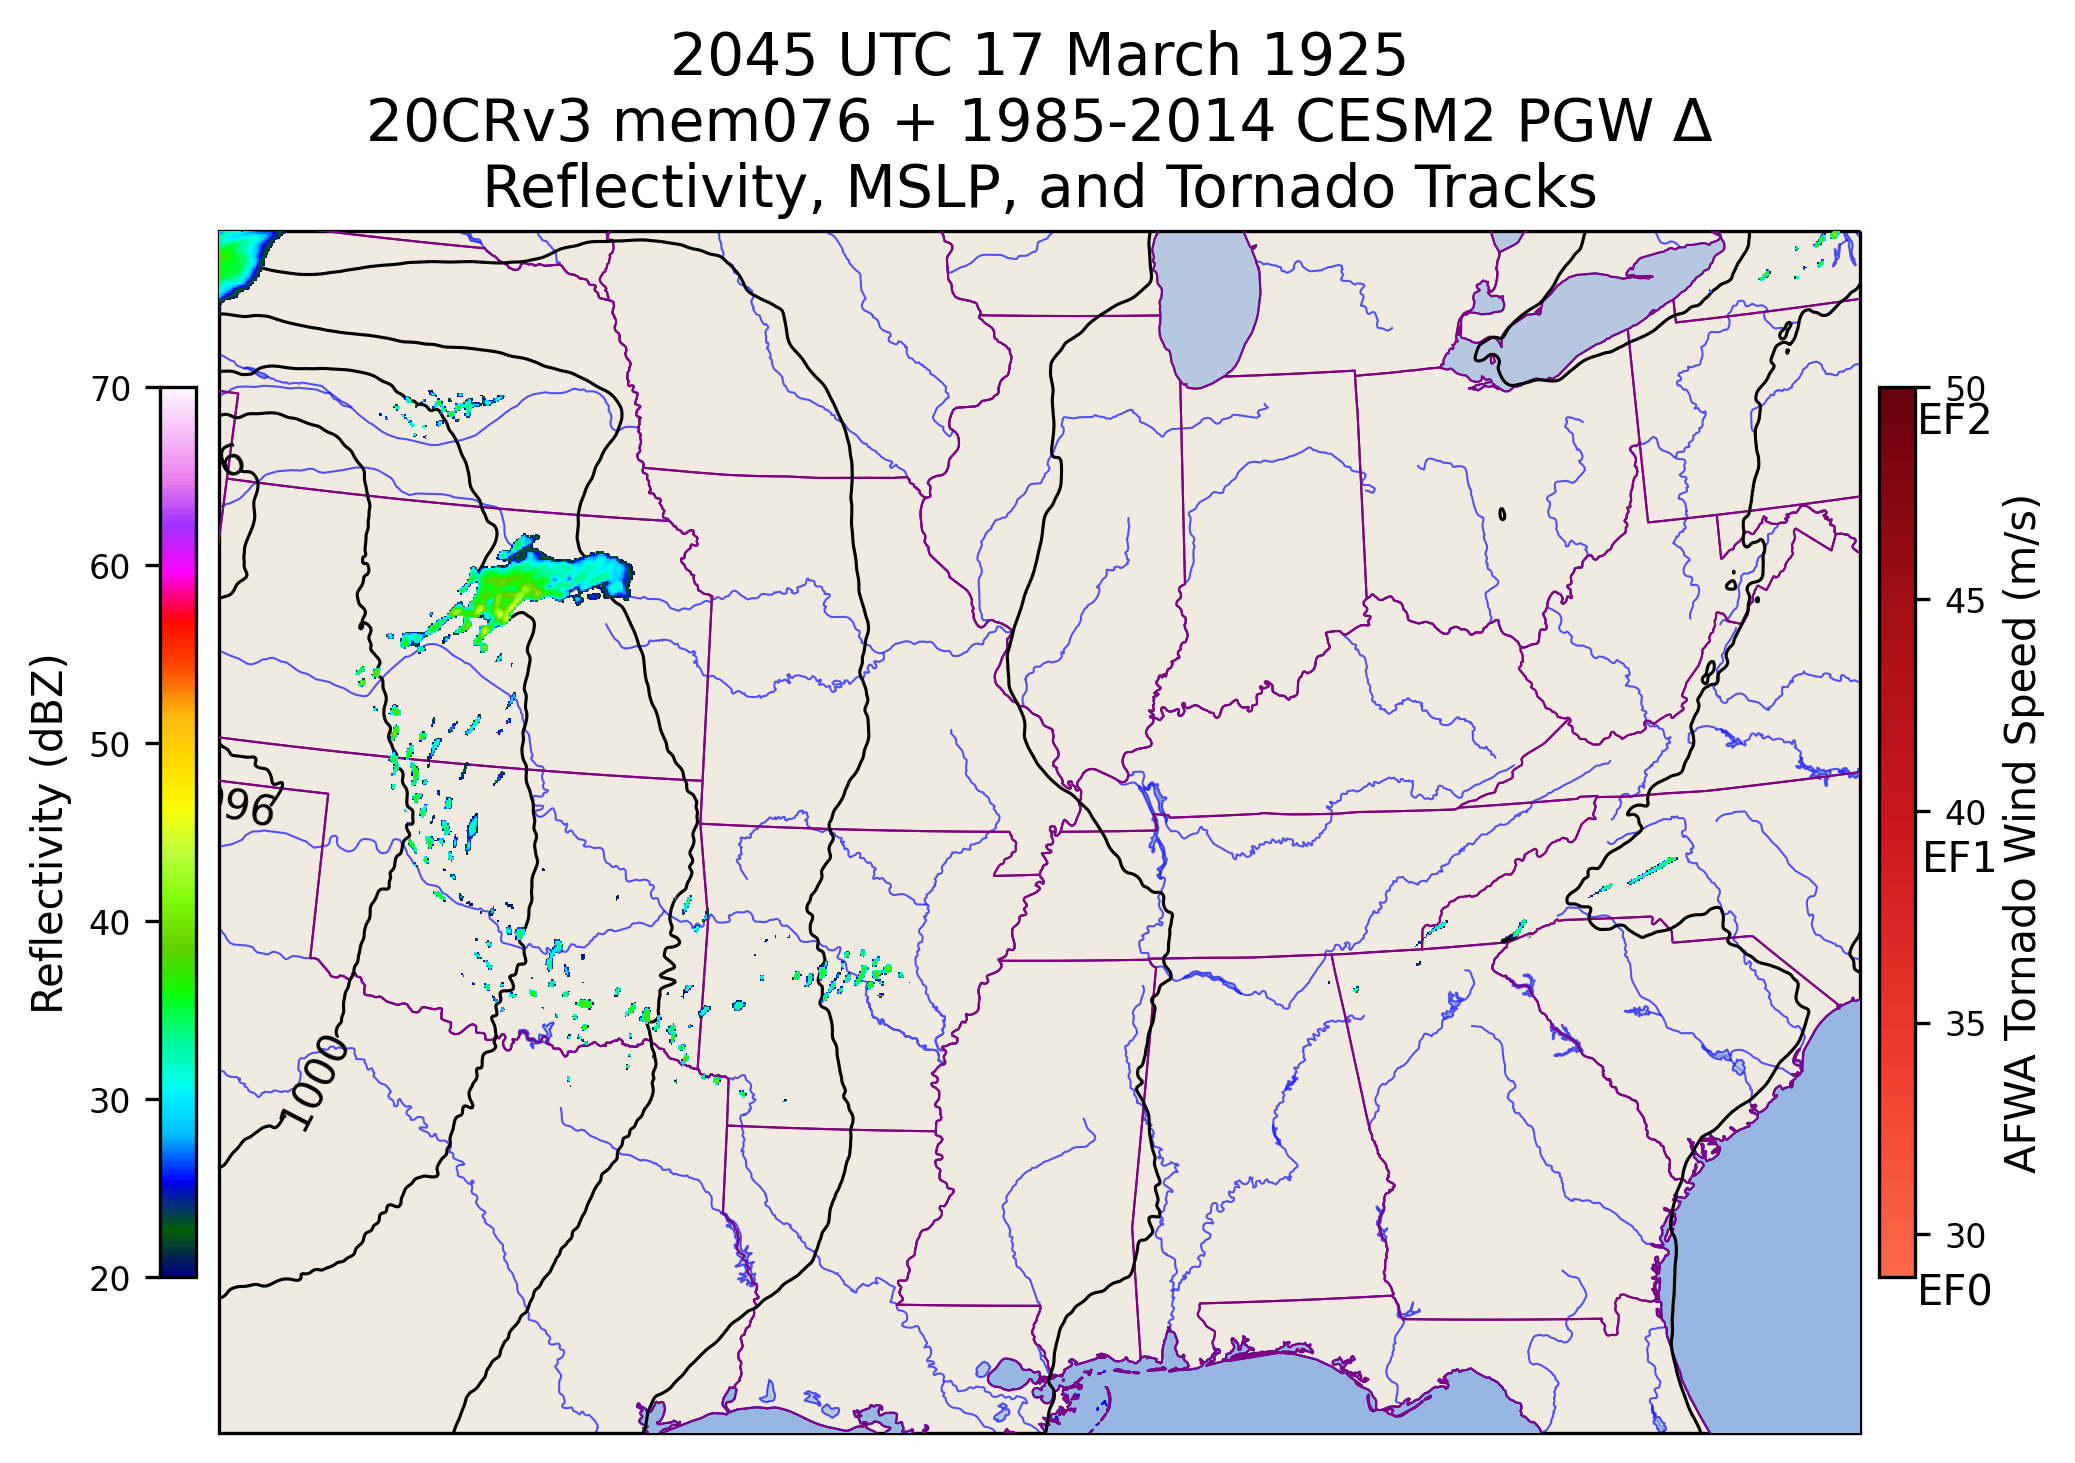 2045 UTC 17 March 1925
20CRv3 mem076 + 1985-2014 CESM2 PGW Δ
Reflectivity, MSLP, and Tornado Tracks
70
60
50
40
30
20
Reflectivity (dBZ)
6
996
1000
50
EF2
45
40
EF1
35
30
EF0
AFWA Tornado Wind Speed (m/s)